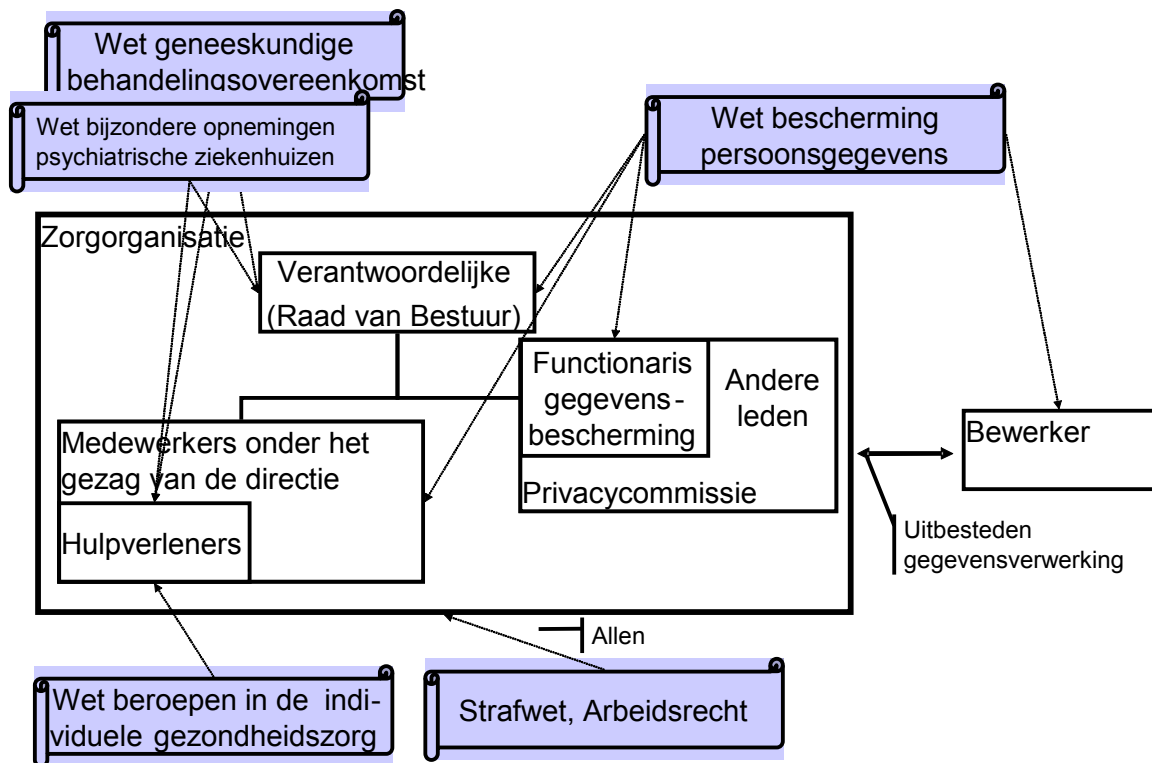 Wet geneeskundige
behandelingsovereenkomst
Wet bijzondere opnemingen
psychiatrische ziekenhuizen
Wet bescherming
persoonsgegevens
Zorgorganisatie
Verantwoordelijke
(Raad van Bestuur)
Functionaris
gegevens-
bescherming
Andere
leden
Privacycommissie
Medewerkers onder het
gezag van de directie
Hulpverleners
Bewerker
Uitbesteden
gegevensverwerking
Allen
Wet beroepen in de indi-
viduele gezondheidszorg
Strafwet, Arbeidsrecht